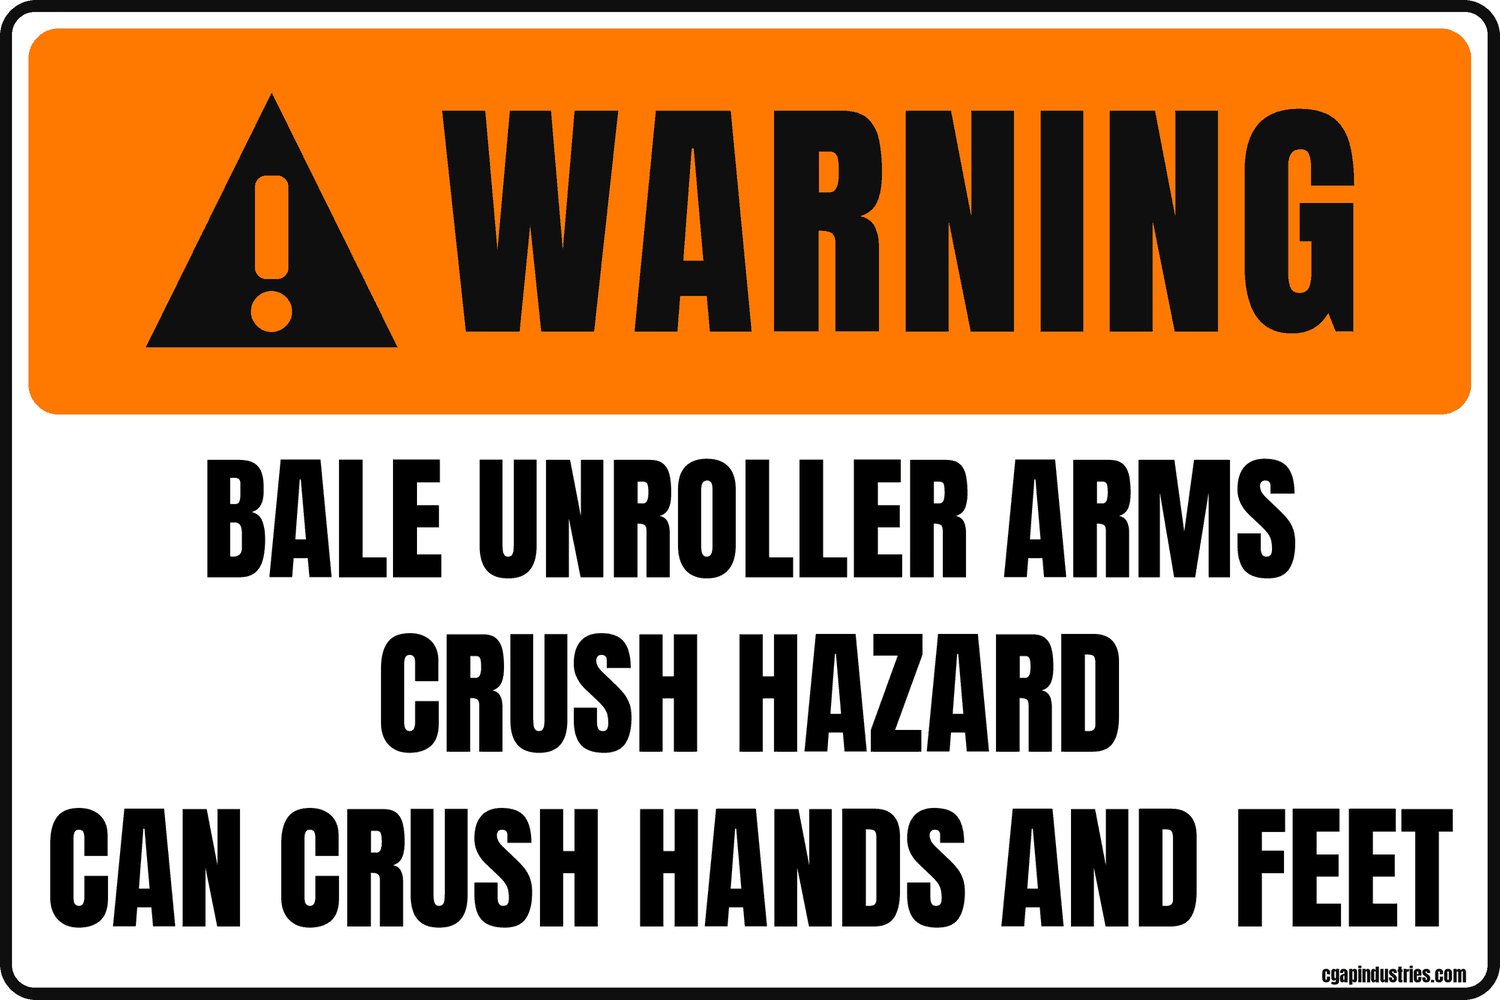 WARNING
BALE UNROLLER ARMS
CRUSH HAZARD
CAN CRUSH HANDS AND FEET
cgapindustries.com